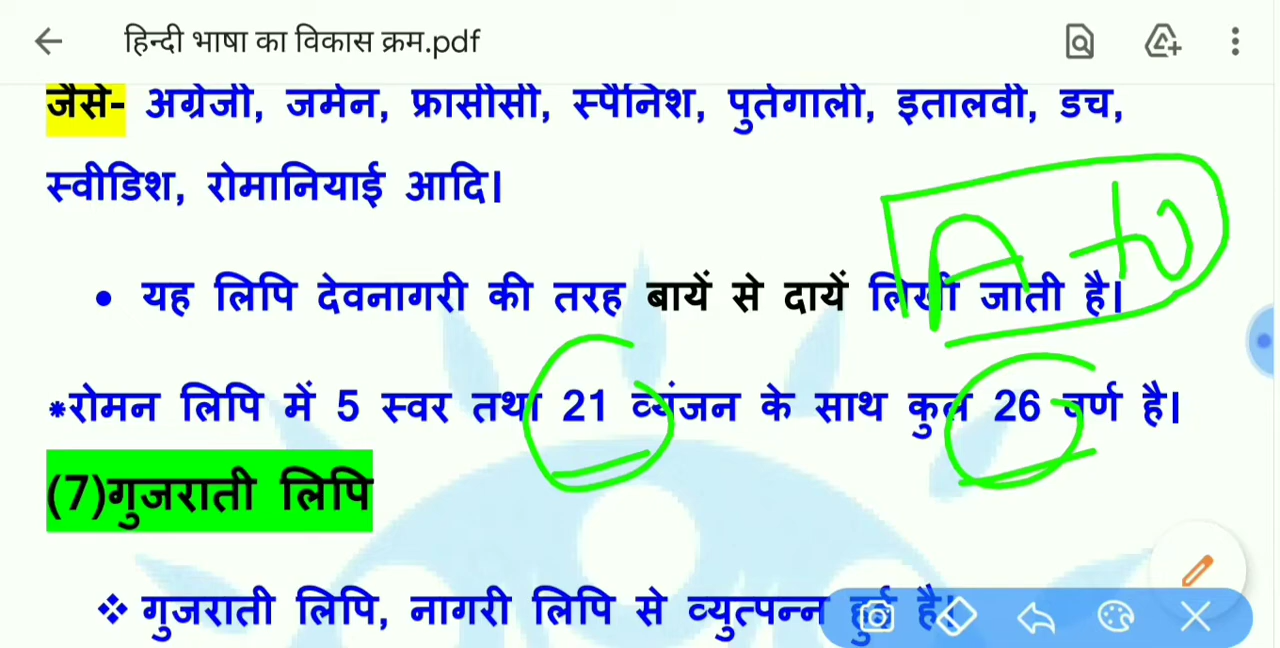 हिन्दी भाषा का विकास क्रम.pdf
जैसे- अंग्रेजी, जर्मन, फ्रांसीसी, स्पैनिश, पुर्तगाली, इतालवी, डच,
स्वीडिश, रोमानियाई आदि।
A to
• यह लिपि देवनागरी की तरह बायें से दायें लिखी जाती है।
*रोमन लिपि में 5 स्वर तथा 21 व्यंजन के साथ कुल 26 वर्ण है।
(7)गुजराती लिपि
❖ गुजराती लिपि, नागरी लिपि से व्युत्पन्न हुई है।